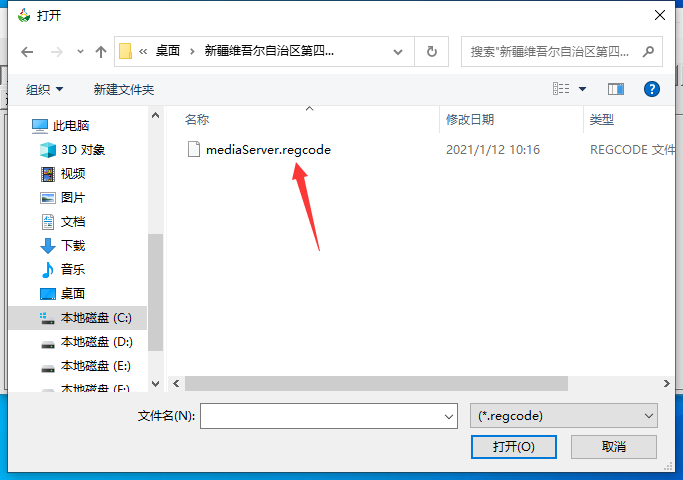 打开
« 桌面 › 新疆维吾尔自治区第四...
搜索"新疆维吾尔自治区第四...
组织 新建文件夹
此电脑
3D 对象
视频
图片
文档
下载
音乐
桌面
本地磁盘 (C:)
本地磁盘 (D:)
本地磁盘 (E:)
本地磁盘 (F:)
名称 修改日期 类型
mediaServer.regcode 2021/1/12 10:16 REGCODE 文件
文件名(N): (*.regcode)
打开(O) 取消